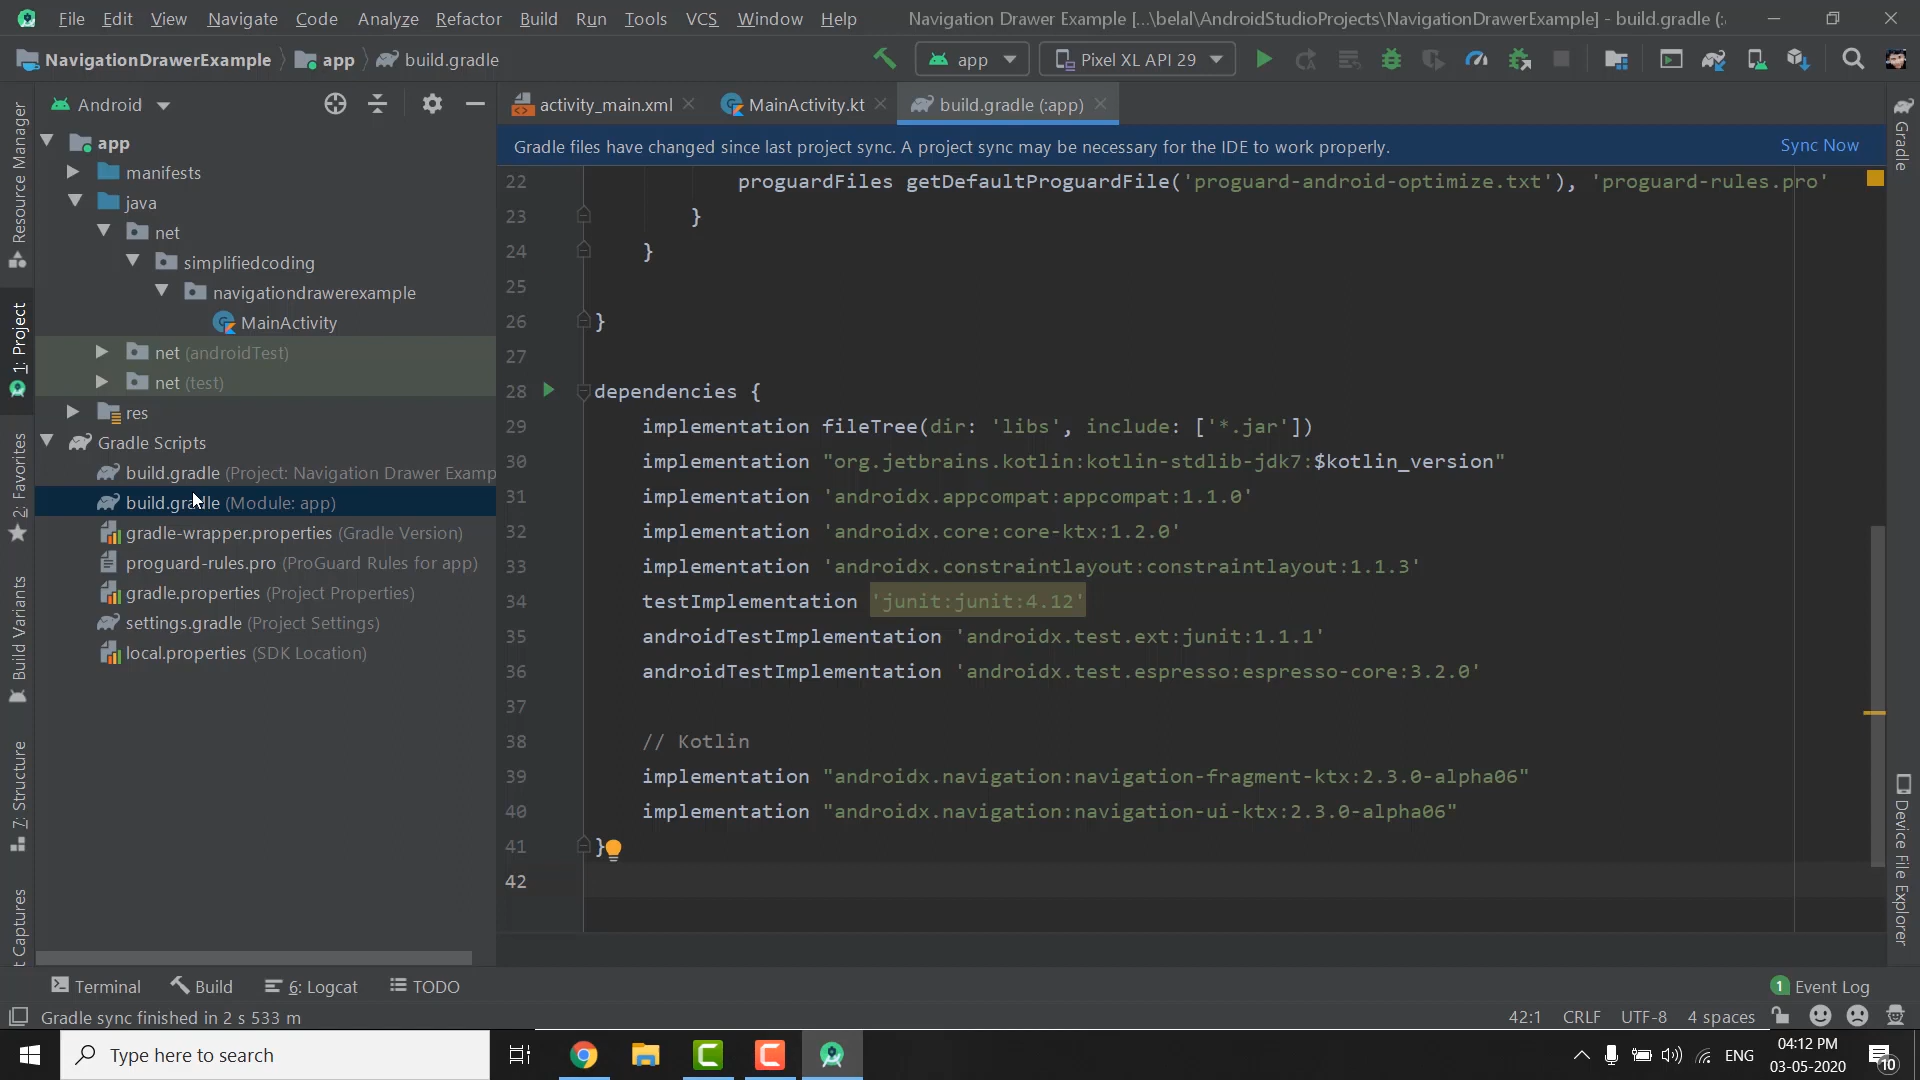 File Edit View Navigate Code Analyze Refactor Build Run Tools VCS Window Help Navigation Drawer Example [...\belal\AndroidStudioProjects\NavigationDrawerExample] - build.gradle (:
NavigationDrawerExample app build.gradle app Pixel XL API 29
Android
activity_main.xml MainActivity.kt build.gradle (:app)
Gradle files have changed since last project sync. A project sync may be necessary for the IDE to work properly. Sync Now
app
manifests
java
net
simplifiedcoding
navigationdrawerexample
MainActivity
net (androidTest)
net (test)
res
Gradle Scripts
build.gradle (Project: Navigation Drawer Examp
build.gradle (Module: app)
gradle-wrapper.properties (Gradle Version)
proguard-rules.pro (ProGuard Rules for app)
gradle.properties (Project Properties)
settings.gradle (Project Settings)
local.properties (SDK Location)
Resource Manager
1: Project
2: Favorites
Build Variants
7: Structure
t Captures
22 proguardFiles getDefaultProguardFile('proguard-android-optimize.txt'), 'proguard-rules.pro'
23 }
24 }
25
26 }
27
28 dependencies {
29 implementation fileTree(dir: 'libs', include: ['*.jar'])
30 implementation "org.jetbrains.kotlin:kotlin-stdlib-jdk7:$kotlin_version"
31 implementation 'androidx.appcompat:appcompat:1.1.0'
32 implementation 'androidx.core:core-ktx:1.2.0'
33 implementation 'androidx.constraintlayout:constraintlayout:1.1.3'
34 testImplementation 'junit:junit:4.12'
35 androidTestImplementation 'androidx.test.ext:junit:1.1.1'
36 androidTestImplementation 'androidx.test.espresso:espresso-core:3.2.0'
37
38 // Kotlin
39 implementation "androidx.navigation:navigation-fragment-ktx:2.3.0-alpha06"
40 implementation "androidx.navigation:navigation-ui-ktx:2.3.0-alpha06"
41 }
42
Gradle
Device File Explorer
Terminal Build 6: Logcat TODO 1 Event Log
Gradle sync finished in 2 s 533 m 42:1 CRLF UTF-8 4 spaces
Type here to search ENG 04:12 PM
03-05-2020 10